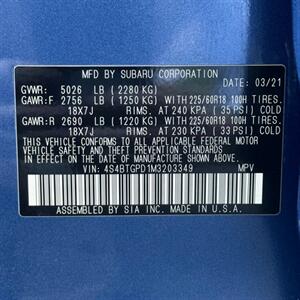 MFD BY SUBARU CORPORATION 03/21
GVWR: 5026 LB (2280 KG)
GAWR:F 2756 LB (1250 KG) WITH 225/60R18 100H TIRES,
18X7J RIMS, AT 240 KPA (35 PSI) COLD
GAWR:R 2690 LB (1220 KG) WITH 225/60R18 100H TIRES,
18X7J RIMS, AT 230 KPA (33 PSI) COLD
THIS VEHICLE CONFORMS TO ALL APPLICABLE FEDERAL MOTOR
VEHICLE SAFETY AND BUMPER STANDARDS IN EFFECT ON THE
DATE OF MANUFACTURE SHOWN ABOVE.
VIN: 4S4BTGPD1M3203349 MPV
ASSEMBLED BY SIA INC. MADE IN U.S.A.